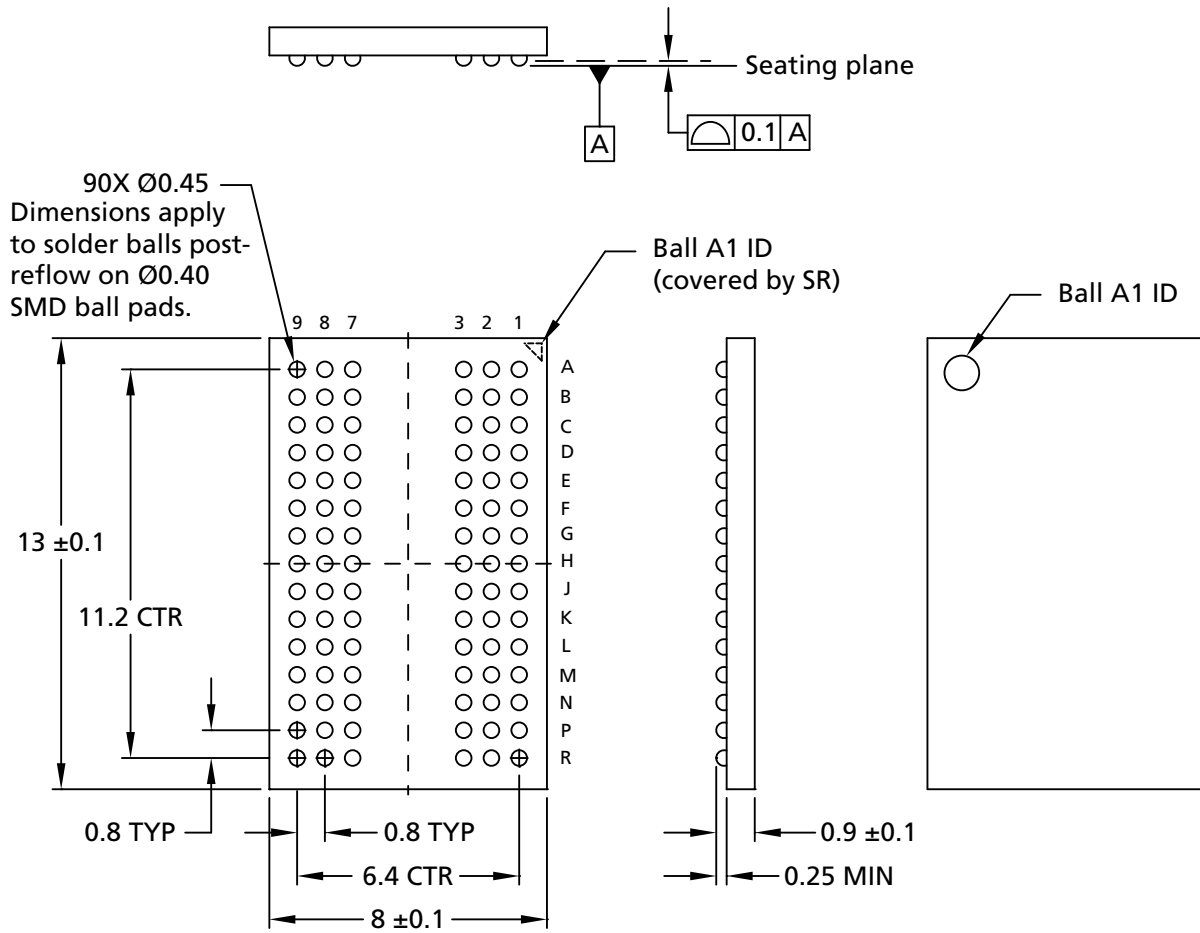 Seating plane
A
0.1 A
90X Ø0.45
Dimensions apply
to solder balls post-
reflow on Ø0.40
SMD ball pads.
Ball A1 ID
(covered by SR)
Ball A1 ID
9 8 7 3 2 1
A
B
C
D
E
F
G
H
J
K
L
M
N
P
R
13 ±0.1
11.2 CTR
0.8 TYP
0.8 TYP
6.4 CTR
8 ±0.1
0.9 ±0.1
0.25 MIN